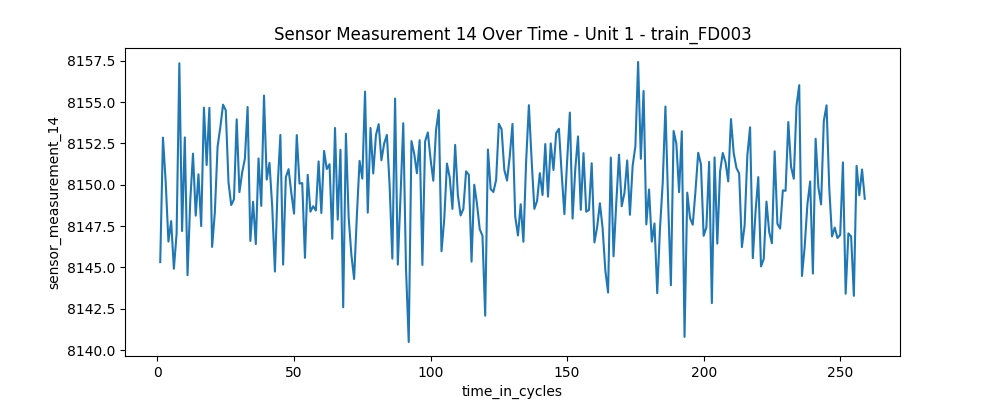 Sensor Measurement 14 Over Time - Unit 1 - train_FD003
8157.5
8155.0
8152.5
8150.0
8147.5
8145.0
8142.5
8140.0
sensor_measurement_14
0 50 100 150 200 250
time_in_cycles